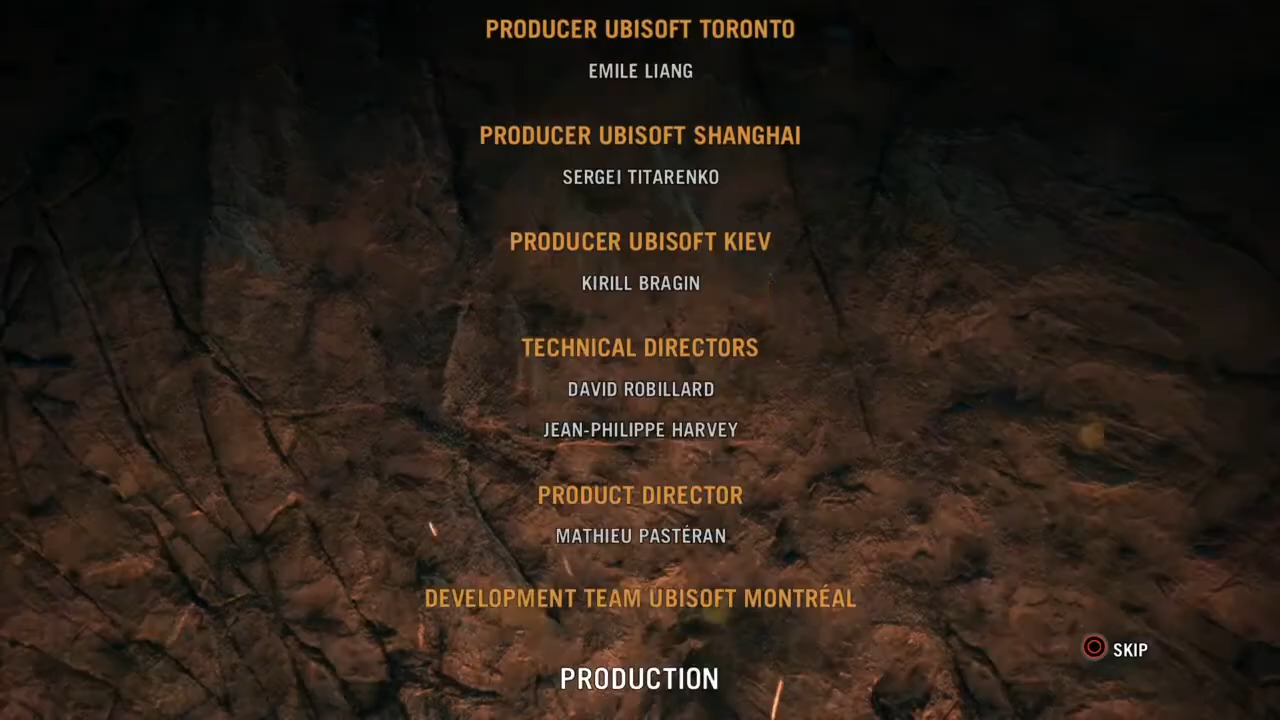 PRODUCER UBISOFT TORONTO
EMILE LIANG
PRODUCER UBISOFT SHANGHAI
SERGEI TITARENKO
PRODUCER UBISOFT KIEV
KIRILL BRAGIN
TECHNICAL DIRECTORS
DAVID ROBILLARD
JEAN-PHILIPPE HARVEY
PRODUCT DIRECTOR
MATHIEU PASTÉRAN
DEVELOPMENT TEAM UBISOFT MONTRÉAL
SKIP
PRODUCTION